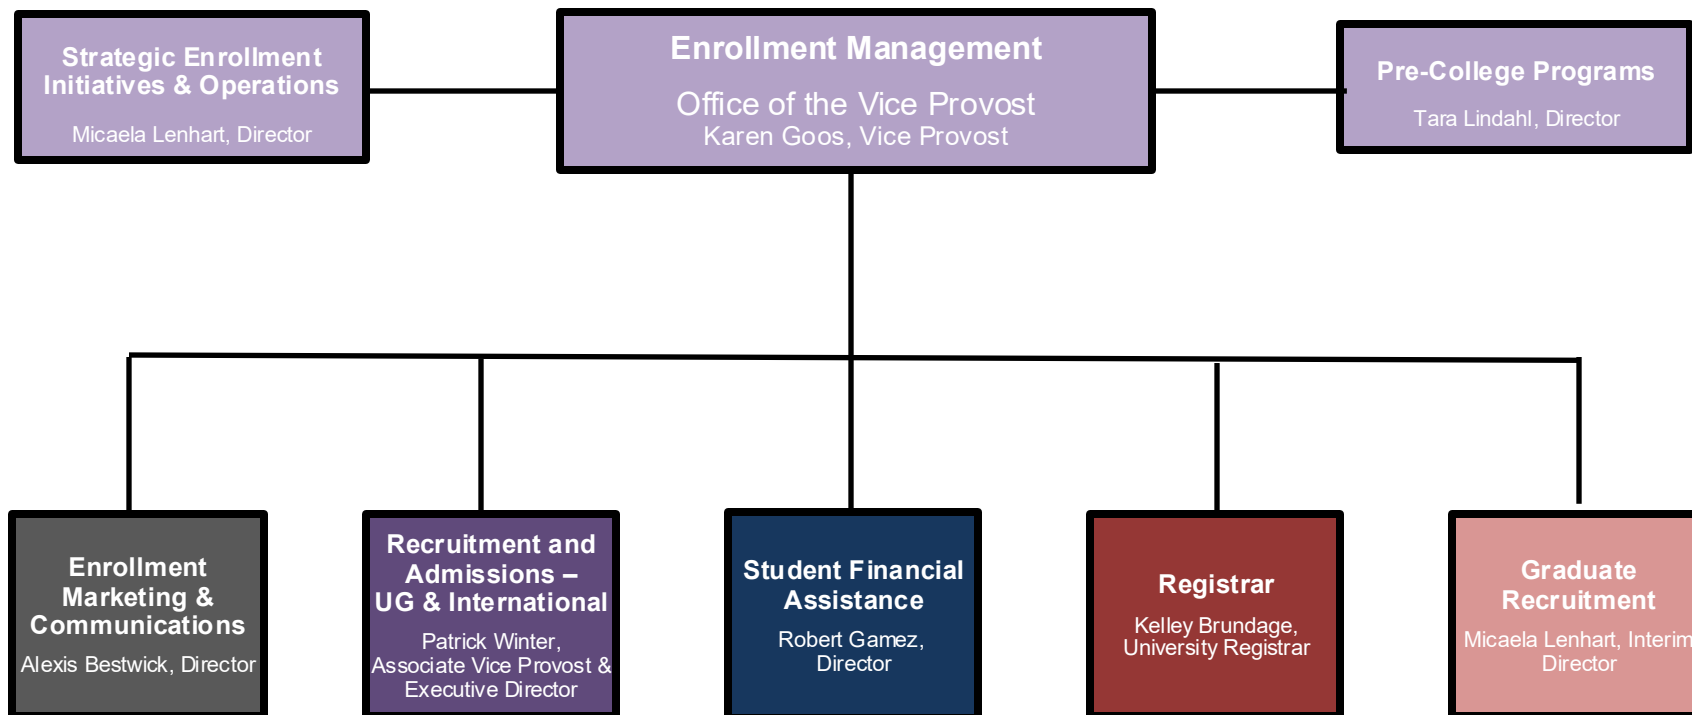 Strategic Enrollment
Initiatives & Operations
Micaela Lenhart, Director
Enrollment Management
Office of the Vice Provost
Karen Goos, Vice Provost
Pre-College Programs
Tara Lindahl, Director
Enrollment
Marketing &
Communications
Alexis Bestwick, Director
Recruitment and
Admissions –
UG & International
Patrick Winter,
Associate Vice Provost &
Executive Director
Student Financial
Assistance
Robert Gamez,
Director
Registrar
Kelley Brundage,
University Registrar
Graduate
Recruitment
Micaela Lenhart, Interim
Director